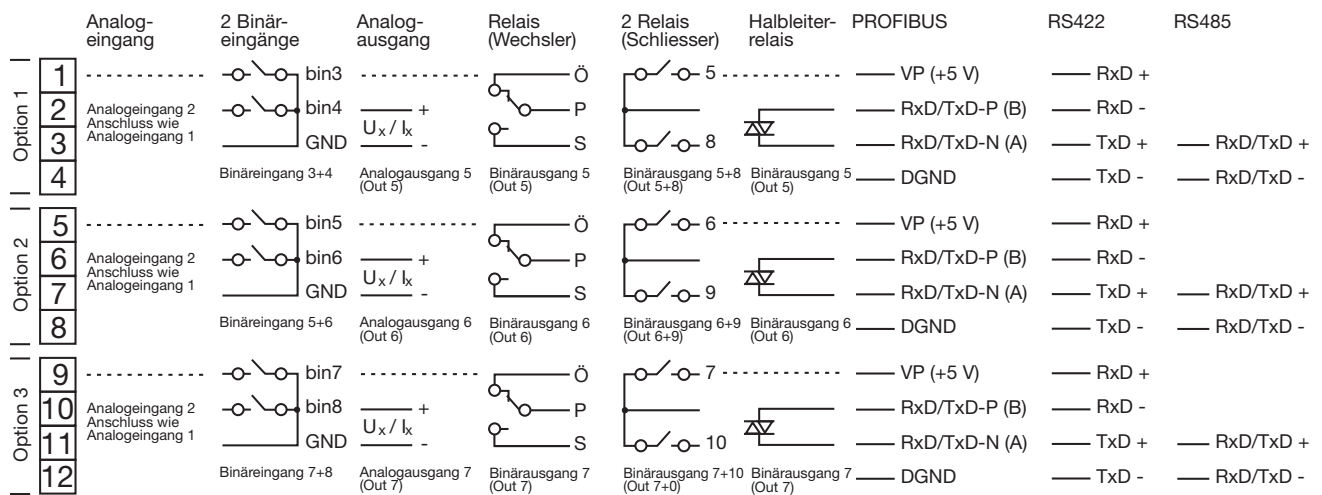 Analog-
eingang
2 Binär-
eingänge
Analog-
ausgang
Relais
(Wechsler)
2 Relais
(Schliesser)
Halbleiter-
relais
PROFIBUS
RS422
RS485
Option 1
1
bin3
Ö
5
VP (+5 V)
RxD +
2
Analogeingang 2
Anschluss wie
Analogeingang 1
bin4
+
Ux / Ix
-
P
RxD/TxD-P (B)
RxD -
3
GND
S
8
RxD/TxD-N (A)
TxD +
RxD/TxD +
4
Binäreingang 3+4
Analogausgang 5
(Out 5)
Binärausgang 5
(Out 5)
Binärausgang 5+8
(Out 5+8)
Binärausgang 5
(Out 5)
DGND
TxD -
RxD/TxD -
Option 2
5
bin5
Ö
6
VP (+5 V)
RxD +
6
Analogeingang 2
Anschluss wie
Analogeingang 1
bin6
+
Ux / Ix
-
P
RxD/TxD-P (B)
RxD -
7
GND
S
9
RxD/TxD-N (A)
TxD +
RxD/TxD +
8
Binäreingang 5+6
Analogausgang 6
(Out 6)
Binärausgang 6
(Out 6)
Binärausgang 6+9
(Out 6+9)
Binärausgang 6
(Out 6)
DGND
TxD -
RxD/TxD -
Option 3
9
bin7
Ö
7
VP (+5 V)
RxD +
10
Analogeingang 2
Anschluss wie
Analogeingang 1
bin8
+
Ux / Ix
-
P
RxD/TxD-P (B)
RxD -
11
GND
S
10
RxD/TxD-N (A)
TxD +
RxD/TxD +
12
Binäreingang 7+8
Analogausgang 7
(Out 7)
Binärausgang 7
(Out 7)
Binärausgang 7+10
(Out 7+0)
Binärausgang 7
(Out 7)
DGND
TxD -
RxD/TxD -